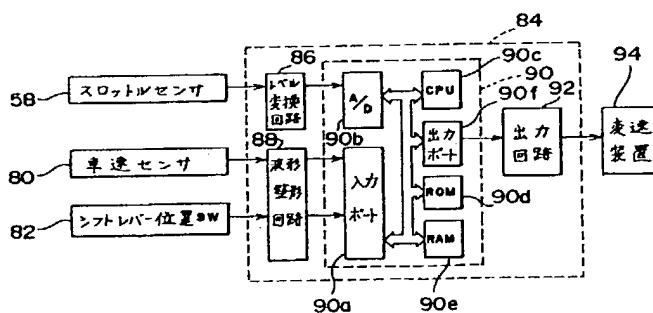 84
86
90c
94
レベル
変換
回路
A/D
CPU
90
92
90f
58
スロットルセンサ
88
90b
出力
ポート
出力
回路
変速
装置
80
車速センサ
波形
整形
回路
入力
ポート
ROM
90d
82
シフトレバー位置SW
RAM
90a
90e